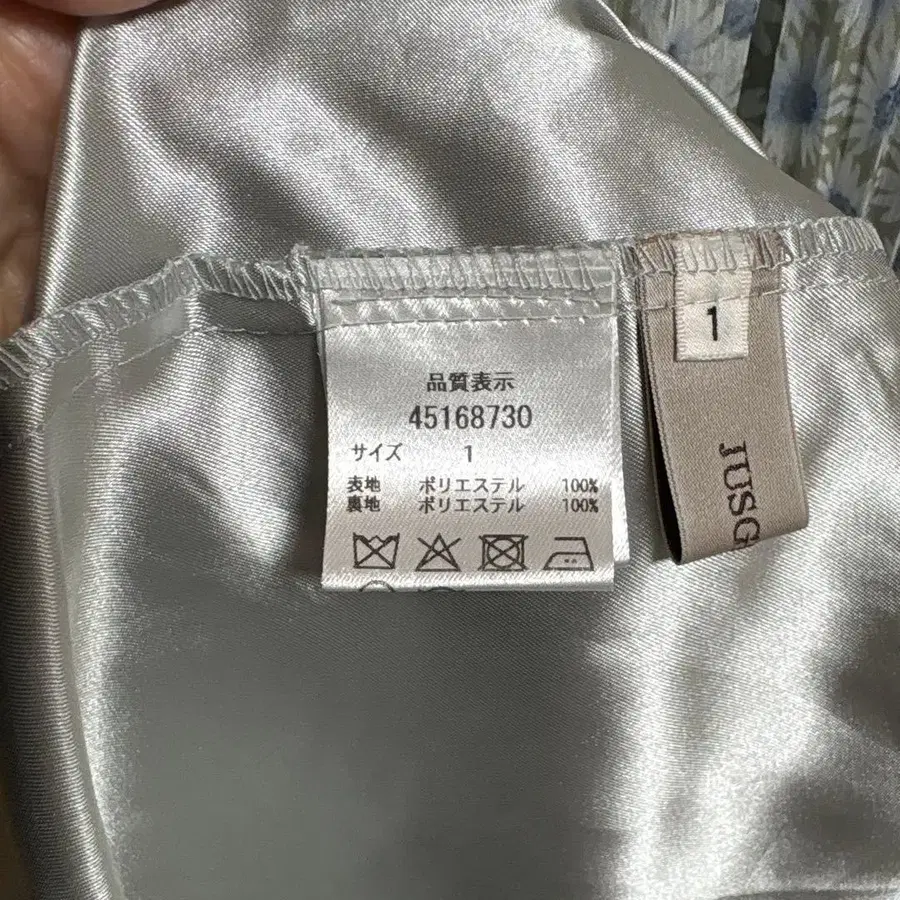 品質表示
45168730
サイズ 1
表地 ポリエステル 100%
裏地 ポリエステル 100%
1